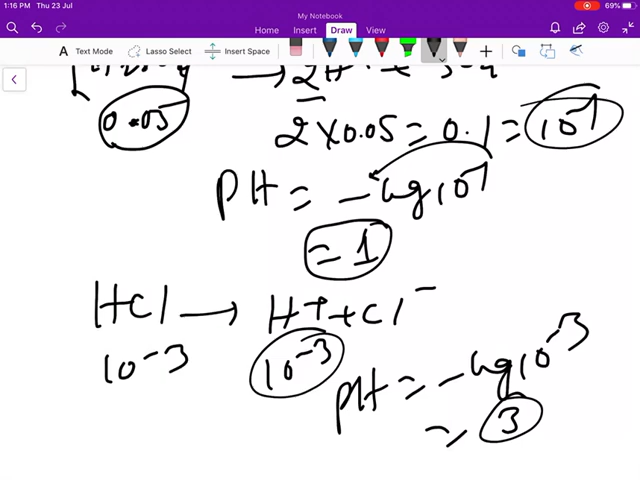 1:16 PM Thu 23 Jul
69%
My Notebook
Home Insert Draw View
A Text Mode Lasso Select Insert Space
0.05
2×0.05 = 0.1 = 10⁻¹
PH = -log10⁻¹
= 1
HCl → H+ + Cl⁻
10⁻³ 10⁻³
PH = -log10⁻³
= 3